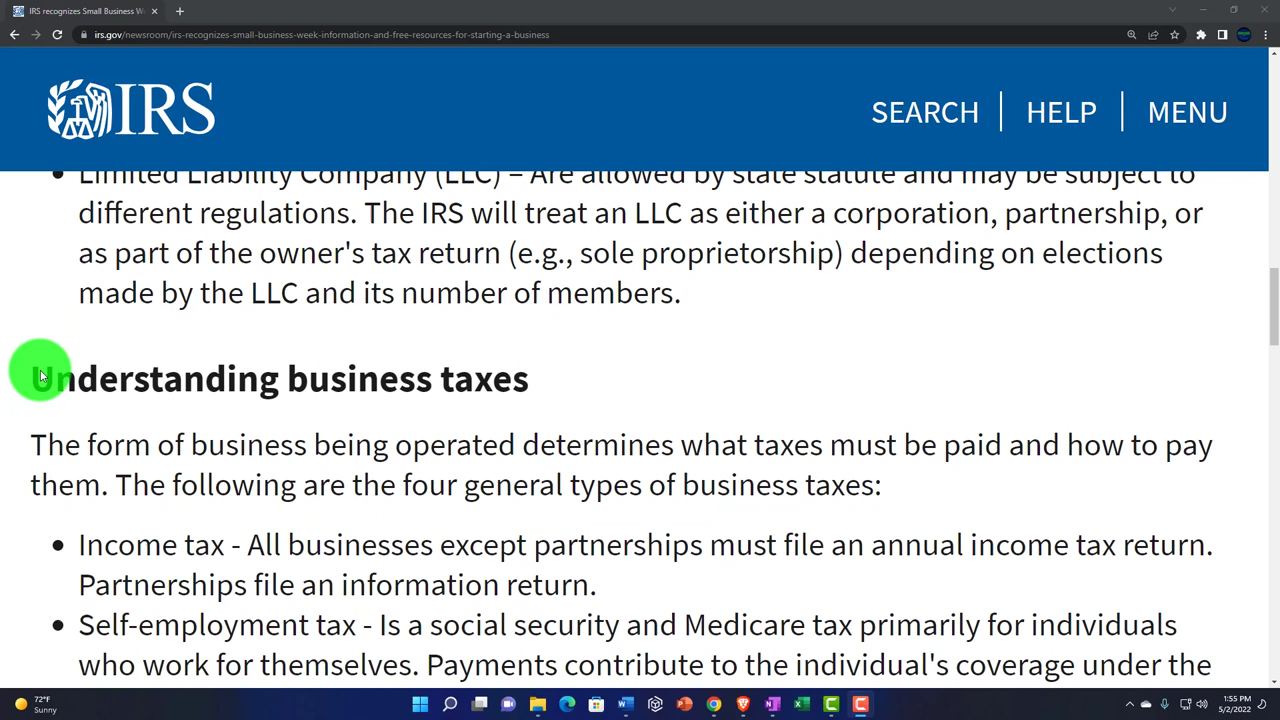 IRS recognizes Small Business We
irs.gov/newsroom/irs-recognizes-small-business-week-information-and-free-resources-for-starting-a-business
IRS
SEARCH
HELP
MENU
• Limited Liability Company (LLC) – Are allowed by state statute and may be subject to
different regulations. The IRS will treat an LLC as either a corporation, partnership, or
as part of the owner's tax return (e.g., sole proprietorship) depending on elections
made by the LLC and its number of members.
Understanding business taxes
The form of business being operated determines what taxes must be paid and how to pay
them. The following are the four general types of business taxes:
• Income tax - All businesses except partnerships must file an annual income tax return.
Partnerships file an information return.
• Self-employment tax - Is a social security and Medicare tax primarily for individuals
who work for themselves. Payments contribute to the individual's coverage under the
72°F
Sunny
1:55 PM
5/2/2022